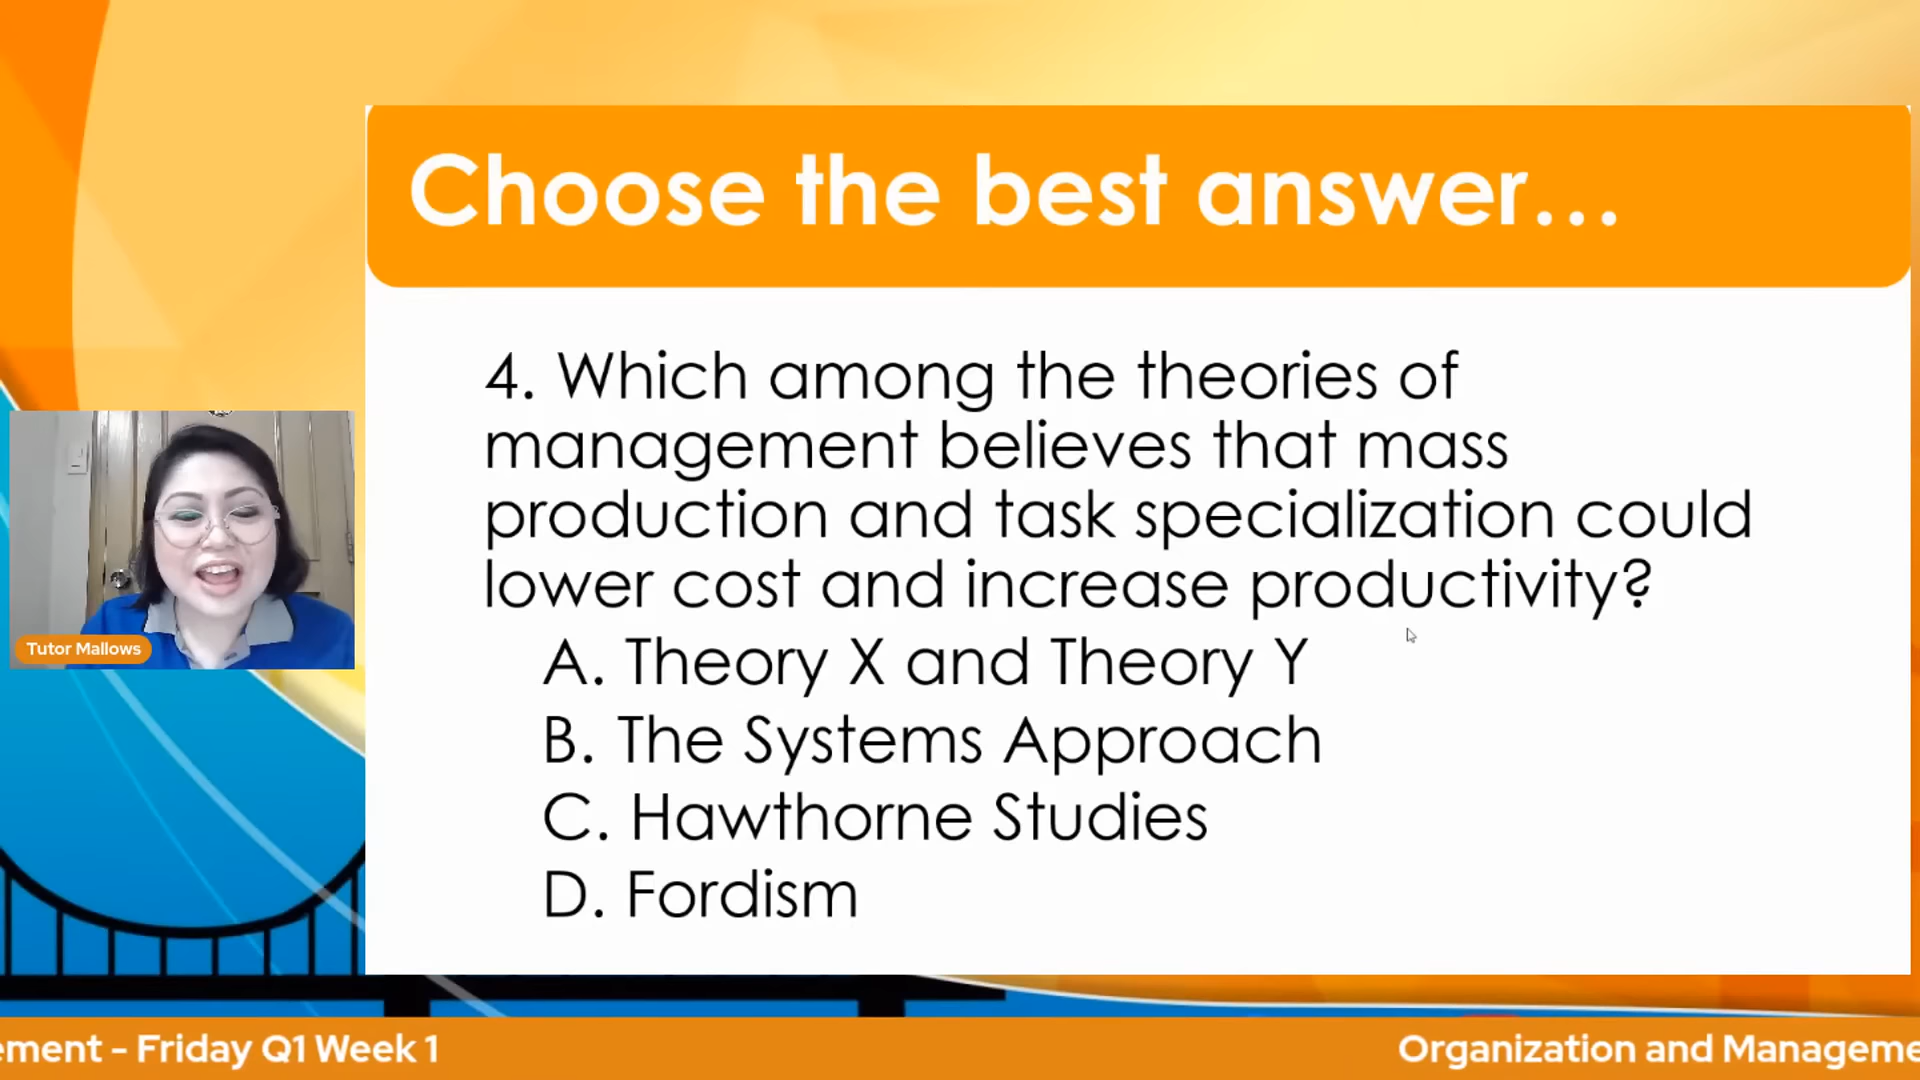 Choose the best answer...
4. Which among the theories of
management believes that mass
production and task specialization could
lower cost and increase productivity?
A. Theory X and Theory Y
B. The Systems Approach
C. Hawthorne Studies
D. Fordism
Tutor Mallows
ement - Friday Q1 Week 1
Organization and Manageme